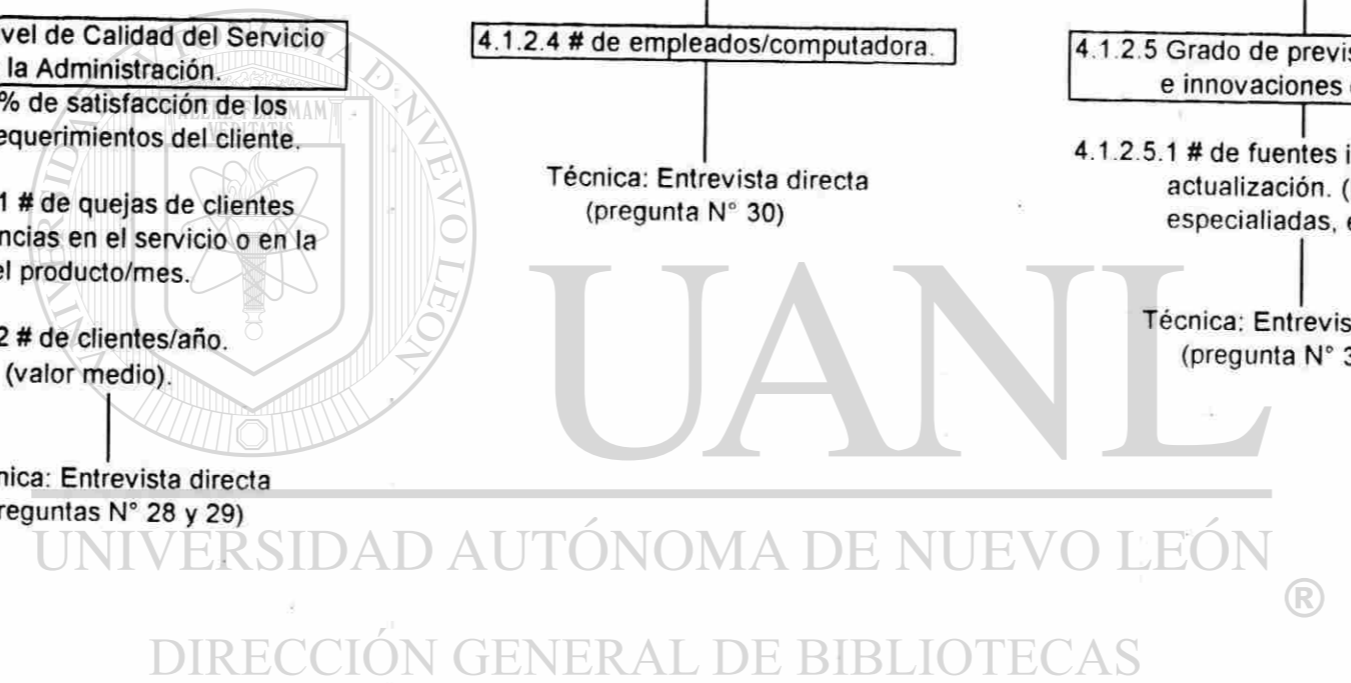 vel de Calidad del Servicio
la Administración.
% de satisfacción de los
equerimientos del cliente.
1 # de quejas de clientes
ncias en el servicio o en la
el producto/mes.
2 # de clientes/año.
(valor medio).
nica: Entrevista directa
reguntas N° 28 y 29)
4.1.2.4 # de empleados/computadora.
Técnica: Entrevista directa
(pregunta N° 30)
4.1.2.5 Grado de previs
e innovaciones
4.1.2.5.1 # de fuentes i
actualización. (
especialiadas, e
Técnica: Entrevis
(pregunta N° 3
UANL
UNIVERSIDAD AUTÓNOMA DE NUEVO LEÓN
®
DIRECCIÓN GENERAL DE BIBLIOTECAS
ALERE FLAMMAM
VERITATIS